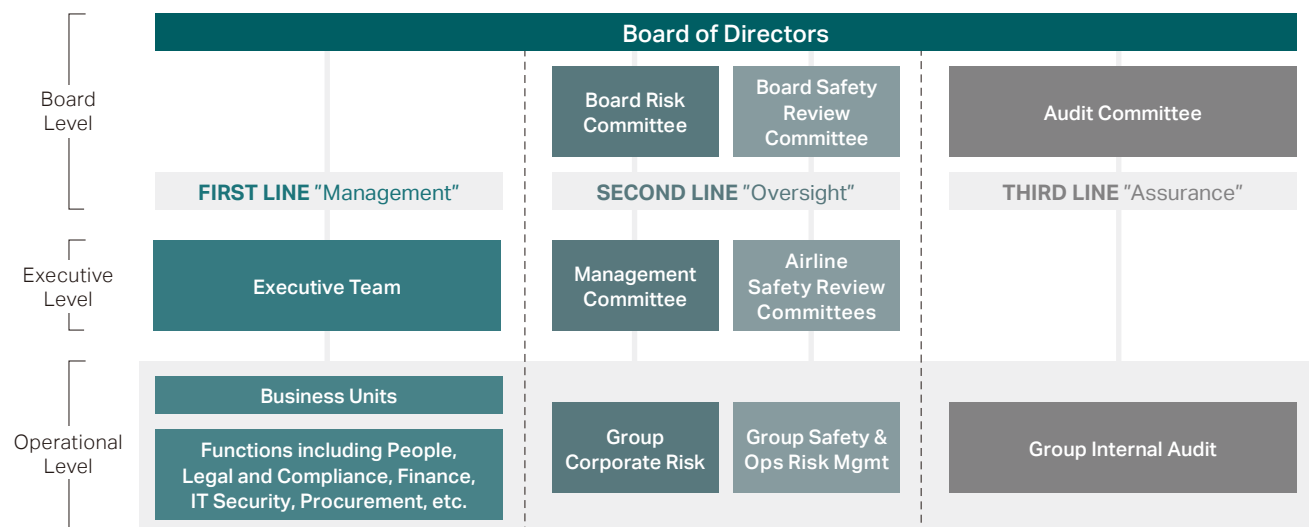 Board of Directors
Board
Level
Board Risk
Committee
Board Safety
Review
Committee
Audit Committee
FIRST LINE "Management"
SECOND LINE "Oversight"
THIRD LINE "Assurance"
Executive
Level
Executive Team
Management
Committee
Airline
Safety Review
Committees
Operational
Level
Business Units
Functions including People,
Legal and Compliance, Finance,
IT Security, Procurement, etc.
Group
Corporate Risk
Group Safety &
Ops Risk Mgmt
Group Internal Audit